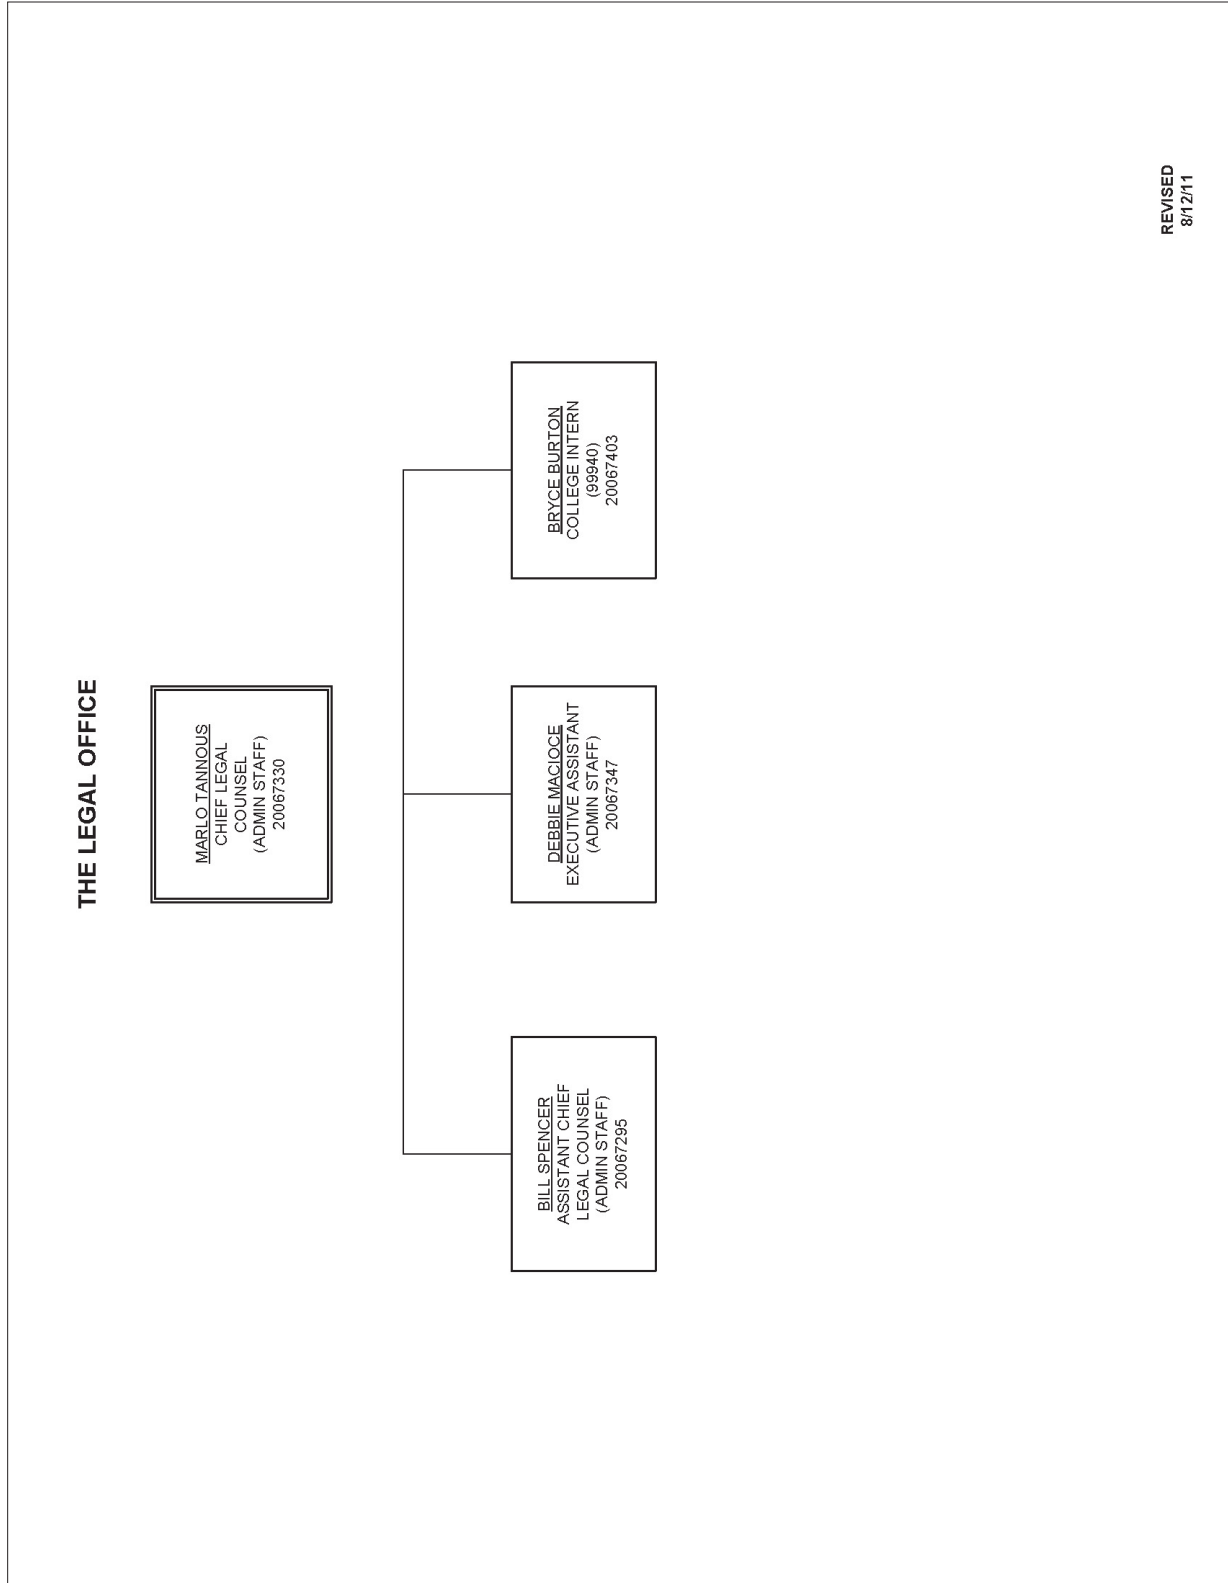 THE LEGAL OFFICE
MARLO TANNOUS
CHIEF LEGAL
COUNSEL
(ADMIN STAFF)
20067330
BILL SPENCER
ASSISTANT CHIEF
LEGAL COUNSEL
(ADMIN STAFF)
20067295
DEBBIE MACIOCE
EXECUTIVE ASSISTANT
(ADMIN STAFF)
20067347
BRYCE BURTON
COLLEGE INTERN
(99940)
20067403
REVISED
8/12/11